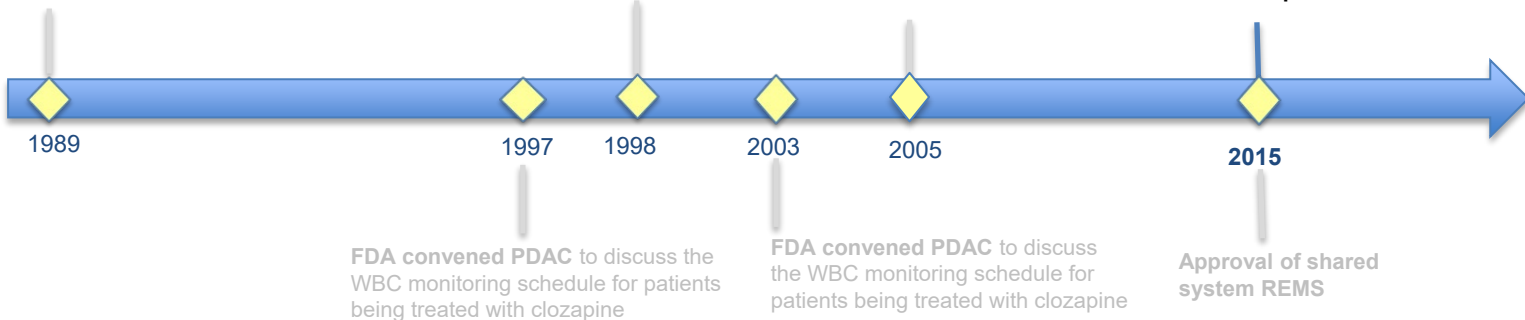 1989
1997
1998
2003
2005
2015
FDA convened PDAC to discuss the
WBC monitoring schedule for patients
being treated with clozapine
FDA convened PDAC to discuss
the WBC monitoring schedule for
patients being treated with clozapine
Approval of shared
system REMS